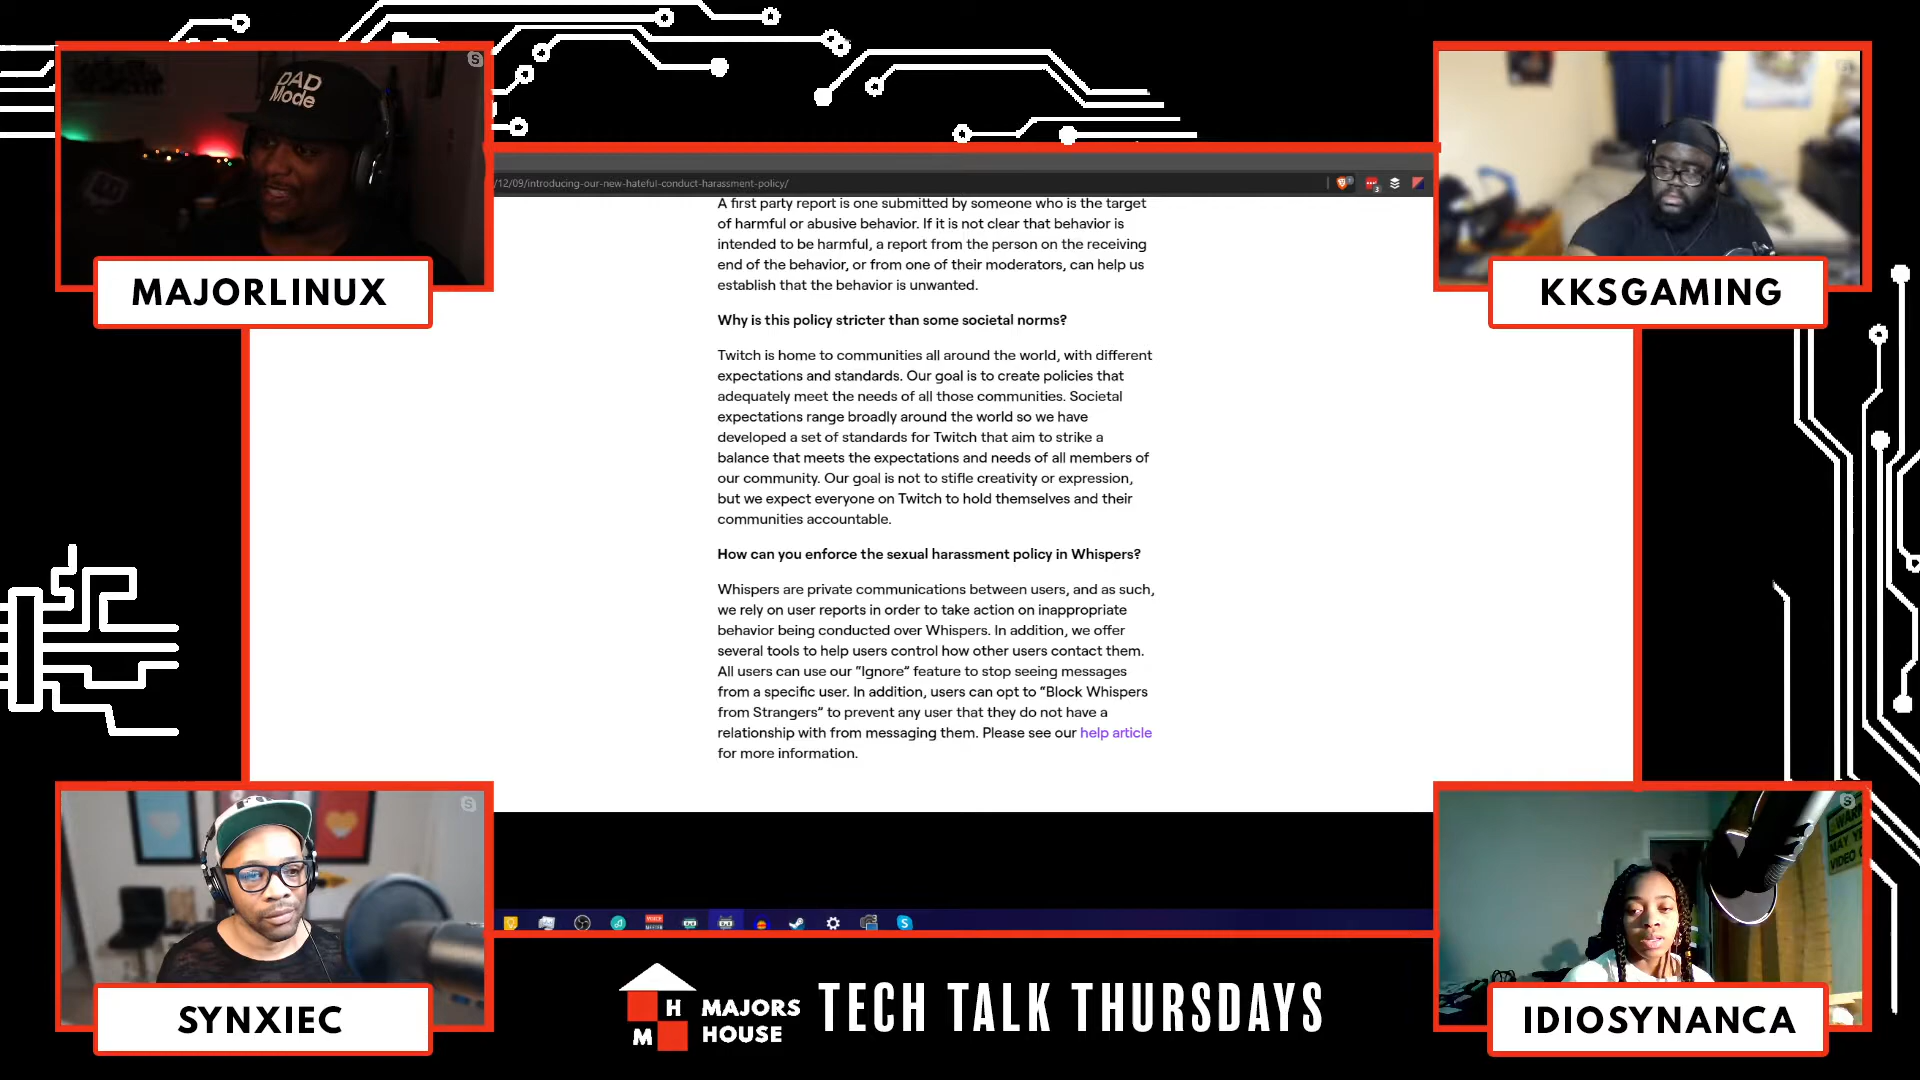 DAD
Mode
MAJORLINUX
KKSGAMING
/12/09/introducing-our-new-hateful-conduct-harassment-policy/
3
A first party report is one submitted by someone who is the target
of harmful or abusive behavior. If it is not clear that behavior is
intended to be harmful, a report from the person on the receiving
end of the behavior, or from one of their moderators, can help us
establish that the behavior is unwanted.
Why is this policy stricter than some societal norms?
Twitch is home to communities all around the world, with different
expectations and standards. Our goal is to create policies that
adequately meet the needs of all those communities. Societal
expectations range broadly around the world so we have
developed a set of standards for Twitch that aim to strike a
balance that meets the expectations and needs of all members of
our community. Our goal is not to stifle creativity or expression,
but we expect everyone on Twitch to hold themselves and their
communities accountable.
How can you enforce the sexual harassment policy in Whispers?
Whispers are private communications between users, and as such,
we rely on user reports in order to take action on inappropriate
behavior being conducted over Whispers. In addition, we offer
several tools to help users control how other users contact them.
All users can use our “Ignore” feature to stop seeing messages
from a specific user. In addition, users can opt to “Block Whispers
from Strangers” to prevent any user that they do not have a
relationship with from messaging them. Please see our help article
for more information.
MAY
VIDEO
SYNXIEC
IDIOSYNANCA
H
M
MAJORS
HOUSE
TECH TALK THURSDAYS